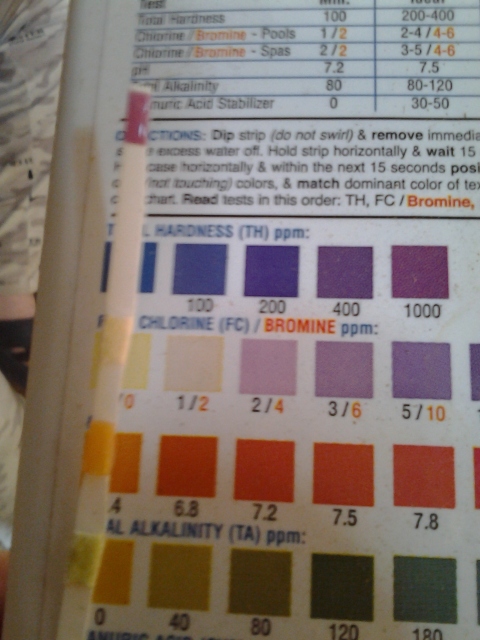 Test Min. Ideal
Total Hardness 100 200-400
Chlorine / Bromine - Pools 1 / 2 2-4 / 4-6
Chlorine / Bromine - Spas 2 / 2 3-5 / 4-6
pH 7.2 7.5
Alkalinity 80 80-120
Acid Stabilizer 0 30-50
Dip strip (do not swirl) & remove
excess water off. Hold strip horizontally & wait 15
case horizontally & within the next 15 seconds
(not touching) colors, & match dominant color of
chart. Read tests in this order: TH, FC / Bromine,
HARDNESS (TH) ppm:
100 200 400 1000
CHLORINE (FC) / BROMINE ppm:
/0 1 / 2 2 / 4 3 / 6 5 / 10
.4 6.8 7.2 7.5 7.8
AL ALKALINITY (TA) ppm:
0 40 80 120 180